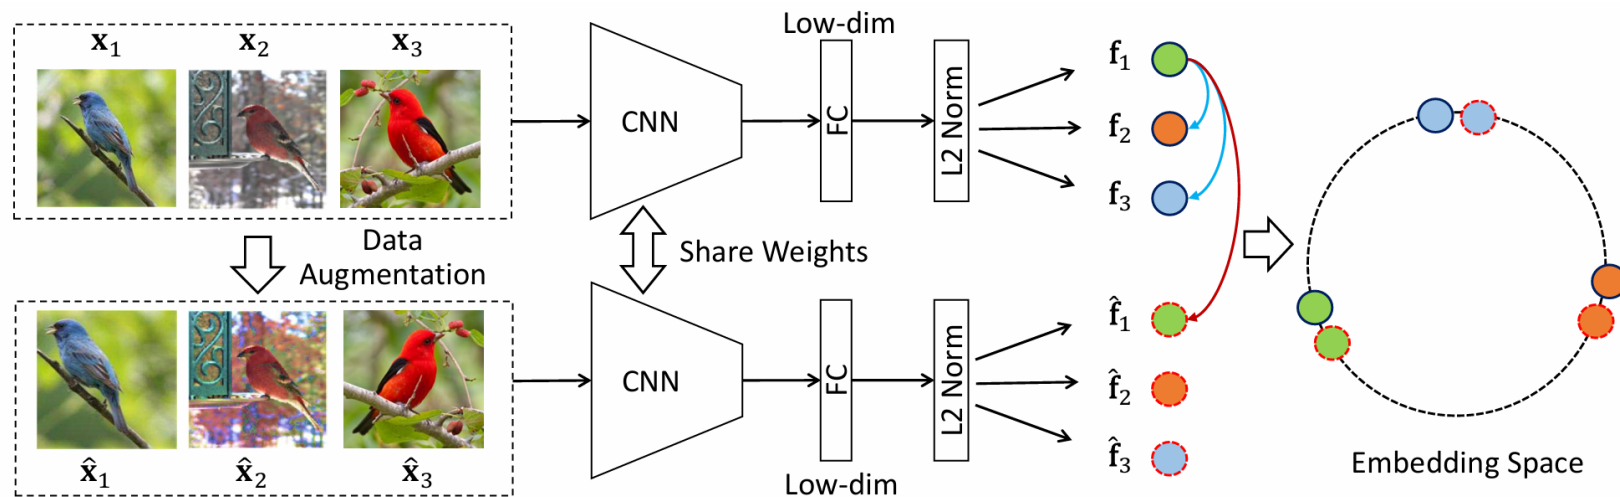 𝐱₁ 𝐱₂ 𝐱₃
CNN
Low-dim
FC
L2 Norm
𝐟₁
𝐟₂
𝐟₃
Data
Augmentation
Share Weights
𝐱̂₁ 𝐱̂₂ 𝐱̂₃
CNN
FC
Low-dim
L2 Norm
𝐟̂₁
𝐟̂₂
𝐟̂₃
Embedding Space